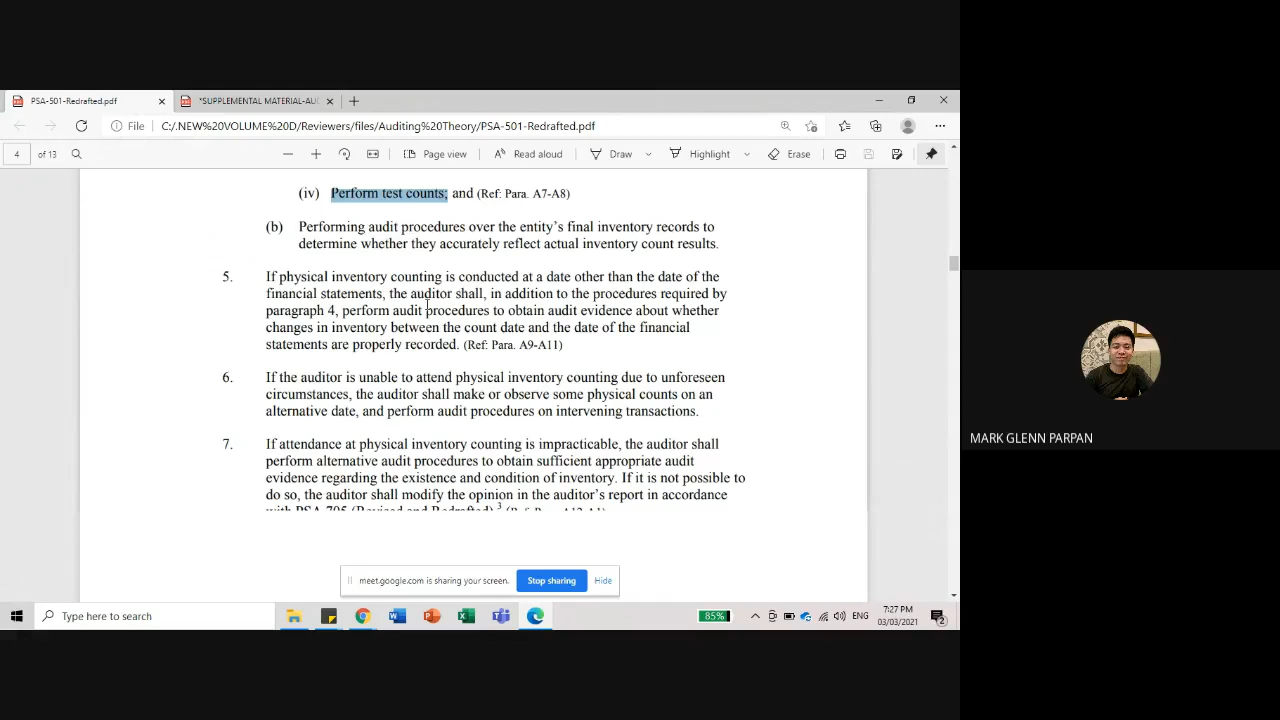 PSA-501-Redrafted.pdf
*SUPPLEMENTAL MATERIAL-AU
File
C:/.NEW%20VOLUME%20D/Reviewers/files/Auditing%20Theory/PSA-501-Redrafted.pdf
4 of 13
Page view
Read aloud
Draw
Highlight
Erase
(iv) Perform test counts; and (Ref: Para. A7-A8)
(b) Performing audit procedures over the entity's final inventory records to
determine whether they accurately reflect actual inventory count results.
5. If physical inventory counting is conducted at a date other than the date of the
financial statements, the auditor shall, in addition to the procedures required by
paragraph 4, perform audit procedures to obtain audit evidence about whether
changes in inventory between the count date and the date of the financial
statements are properly recorded. (Ref: Para. A9-A11)
6. If the auditor is unable to attend physical inventory counting due to unforeseen
circumstances, the auditor shall make or observe some physical counts on an
alternative date, and perform audit procedures on intervening transactions.
7. If attendance at physical inventory counting is impracticable, the auditor shall
perform alternative audit procedures to obtain sufficient appropriate audit
evidence regarding the existence and condition of inventory. If it is not possible to
do so, the auditor shall modify the opinion in the auditor's report in accordance
with PSA 705 (Revised and Redrafted).3
meet.google.com is sharing your screen.
Stop sharing
Hide
Type here to search
85%
ENG
7:27 PM
03/03/2021
2
MARK GLENN PARPAN